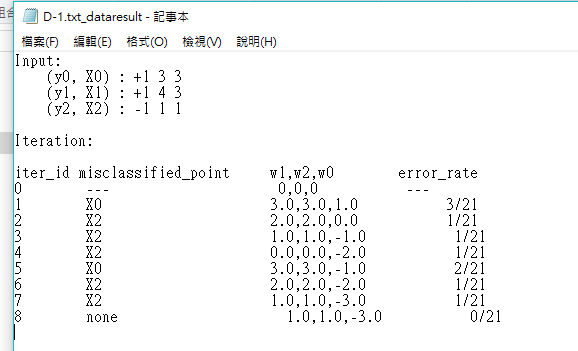 組合
D-1.txt_dataresult - 記事本
檔案(F) 編輯(E) 格式(O) 檢視(V) 說明(H)
Input:
(y0, X0) : +1 3 3
(y1, X1) : +1 4 3
(y2, X2) : -1 1 1
Iteration:
iter_id misclassified_point w1,w2,w0 error_rate
0 --- 0,0,0 ---
1 X0 3.0,3.0,1.0 3/21
2 X2 2.0,2.0,0.0 1/21
3 X2 1.0,1.0,-1.0 1/21
4 X2 0.0,0.0,-2.0 1/21
5 X0 3.0,3.0,-1.0 2/21
6 X2 2.0,2.0,-2.0 1/21
7 X2 1.0,1.0,-3.0 1/21
8 none 1.0,1.0,-3.0 0/21